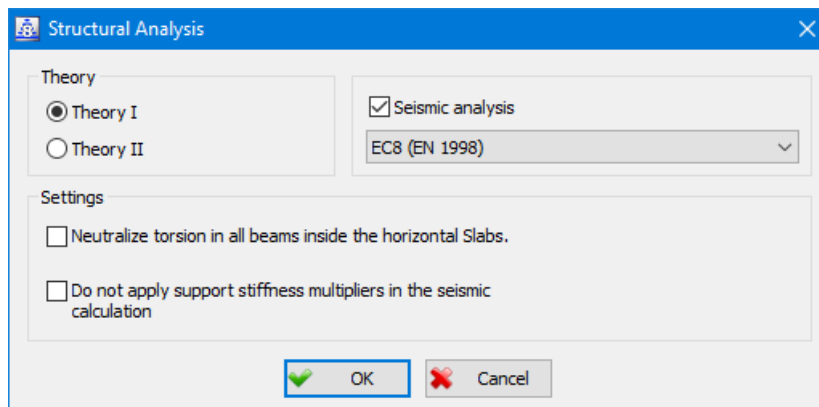 Structural Analysis
Theory
Theory I
Theory II
Seismic analysis
EC8 (EN 1998)
Settings
Neutralize torsion in all beams inside the horizontal Slabs.
Do not apply support stiffness multipliers in the seismic
calculation
OK
Cancel